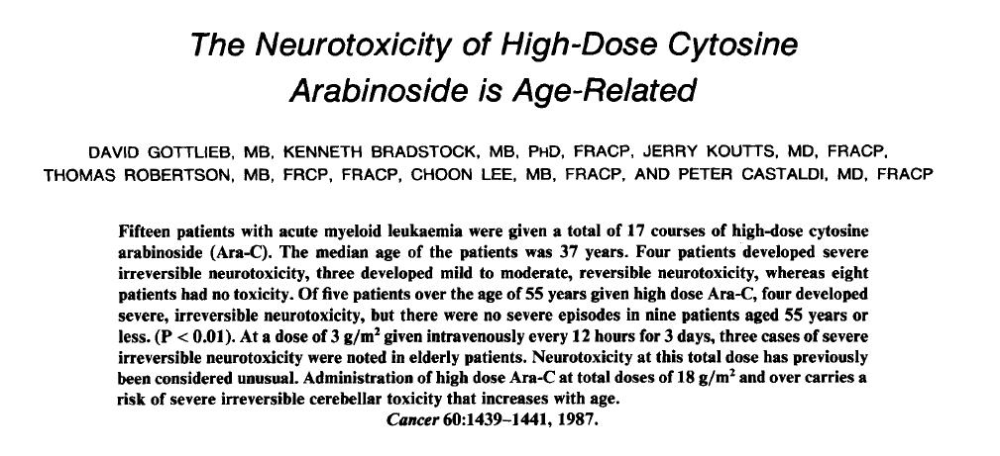 The Neurotoxicity of High-Dose Cytosine
Arabinoside is Age-Related
DAVID GOTTLIEB, MB, KENNETH BRADSTOCK, MB, PHD, FRACP, JERRY KOUTTS, MD, FRACP,
THOMAS ROBERTSON, MB, FRCP, FRACP, CHOON LEE, MB, FRACP, AND PETER CASTALDI, MD, FRACP
Fifteen patients with acute myeloid leukaemia were given a total of 17 courses of high-dose cytosine
arabinoside (Ara-C). The median age of the patients was 37 years. Four patients developed severe
irreversible neurotoxicity, three developed mild to moderate, reversible neurotoxicity, whereas eight
patients had no toxicity. Of five patients over the age of 55 years given high dose Ara-C, four developed
severe, irreversible neurotoxicity, but there were no severe episodes in nine patients aged 55 years or
less. (P < 0.01). At a dose of 3 g/m² given intravenously every 12 hours for 3 days, three cases of severe
irreversible neurotoxicity were noted in elderly patients. Neurotoxicity at this total dose has previously
been considered unusual. Administration of high dose Ara-C at total doses of 18 g/m² and over carries a
risk of severe irreversible cerebellar toxicity that increases with age.
Cancer 60:1439–1441, 1987.